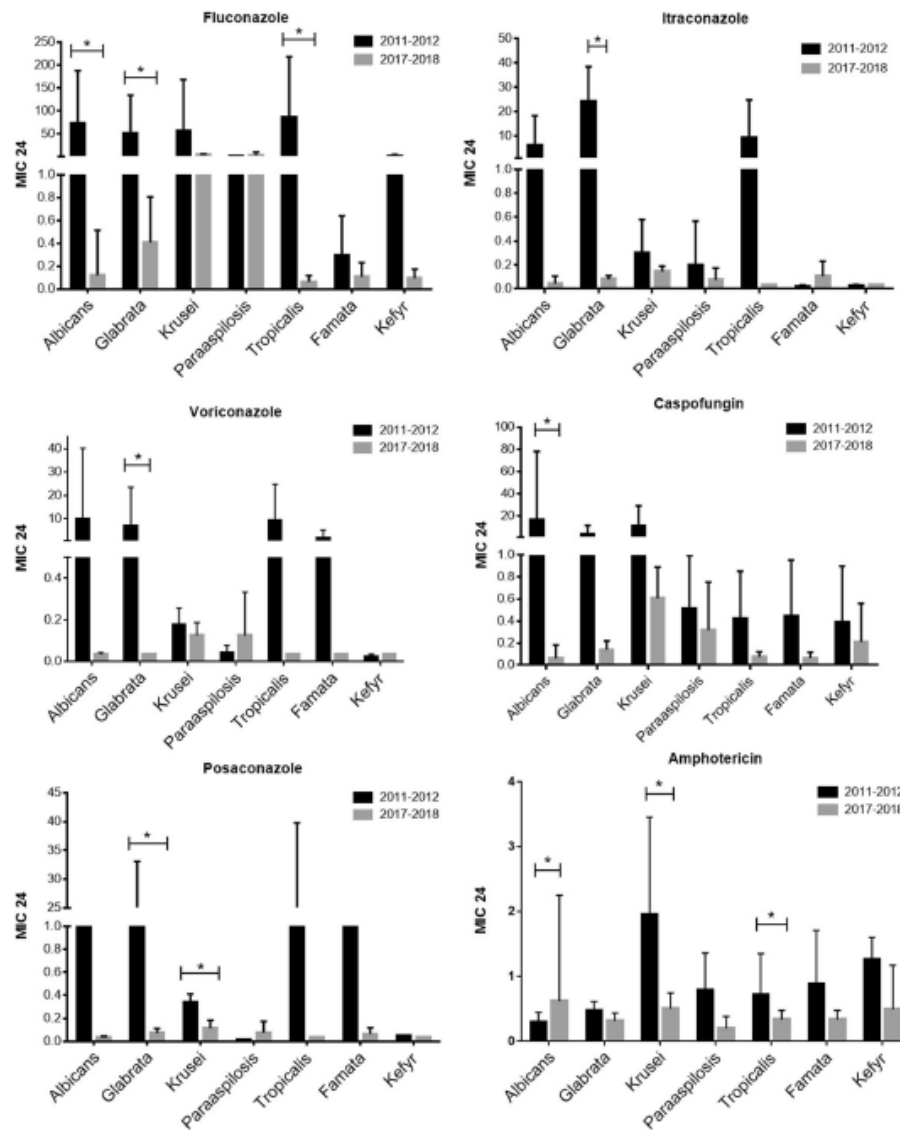 Fluconazole
2011-2012
2017-2018
MIC 24
250
200
150
100
50
1.0
0.8
0.6
0.4
0.2
0.0
*
*
*
Albicans
Glabrata
Krusei
Paraaspilosis
Tropicalis
Famata
Kefyr
Itraconazole
2011-2012
2017-2018
MIC 24
50
40
30
20
10
1.0
0.8
0.6
0.4
0.2
0.0
*
Albicans
Glabrata
Krusei
Paraaspilosis
Tropicalis
Famata
Kefyr
Voriconazole
2011-2012
2017-2018
MIC 24
40
30
20
10
0.4
0.2
0.0
*
Albicans
Glabrata
Krusei
Paraaspilosis
Tropicalis
Famata
Kefyr
Caspofungin
2011-2012
2017-2018
MIC 24
100
80
60
40
20
1.0
0.8
0.6
0.4
0.2
0.0
*
Albicans
Glabrata
Krusei
Paraaspilosis
Tropicalis
Famata
Kefyr
Posaconazole
2011-2012
2017-2018
MIC 24
45
40
35
30
25
1.0
0.8
0.6
0.4
0.2
0.0
*
*
Albicans
Glabrata
Krusei
Paraaspilosis
Tropicalis
Famata
Kefyr
Amphotericin
2011-2012
2017-2018
MIC 24
4
3
2
1
0
*
*
*
Albicans
Glabrata
Krusei
Paraaspilosis
Tropicalis
Famata
Kefyr